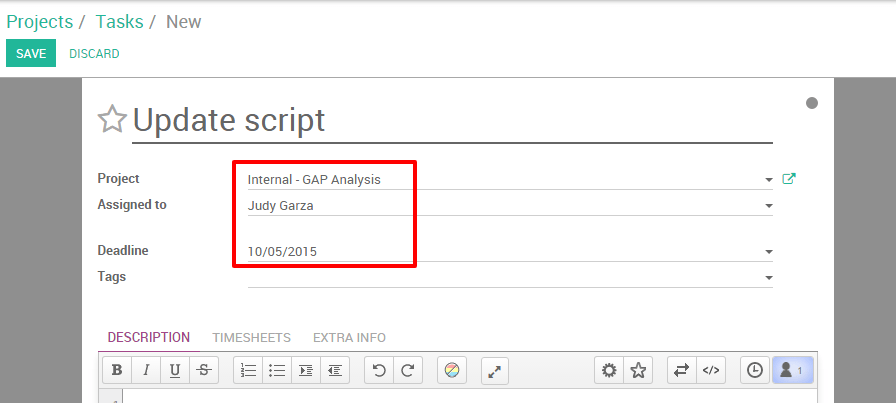 Projects / Tasks / New
SAVE DISCARD
Update script
Project Internal - GAP Analysis
Assigned to Judy Garza
Deadline 10/05/2015
Tags
DESCRIPTION TIMESHEETS EXTRA INFO
B I U S </> 1